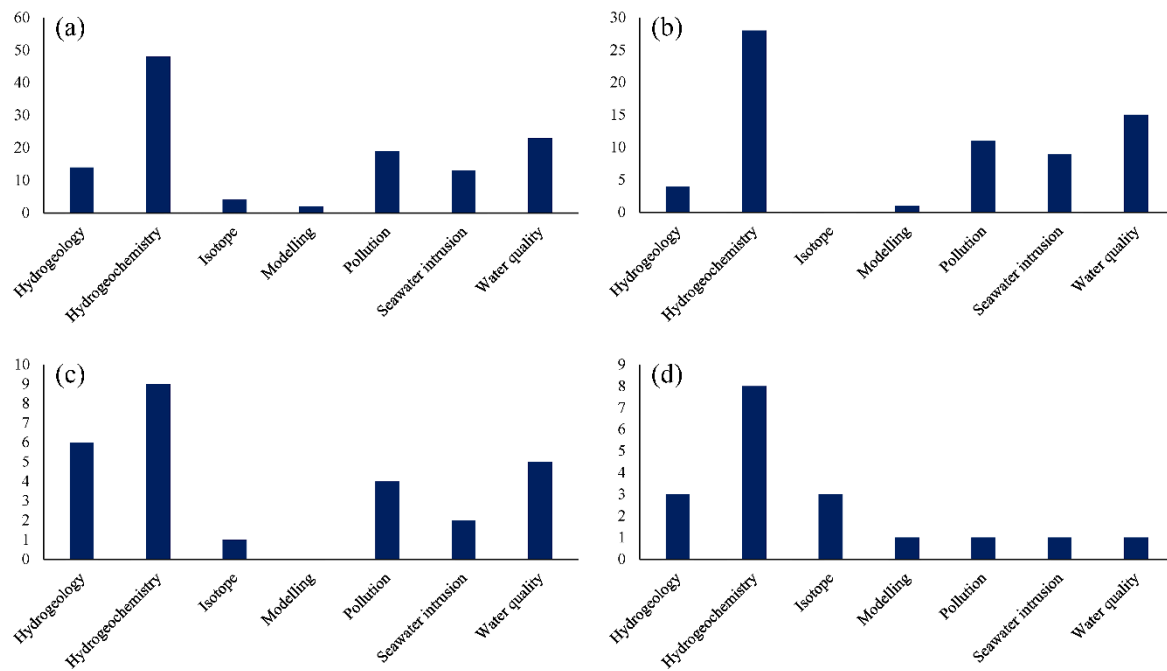 (a)
60
50
40
30
20
10
0
Hydrogeology
Hydrogeochemistry
Isotope
Modelling
Pollution
Seawater intrusion
Water quality
(b)
30
25
20
15
10
5
0
Hydrogeology
Hydrogeochemistry
Isotope
Modelling
Pollution
Seawater intrusion
Water quality
(c)
10
9
8
7
6
5
4
3
2
1
0
Hydrogeology
Hydrogeochemistry
Isotope
Modelling
Pollution
Seawater intrusion
Water quality
(d)
9
8
7
6
5
4
3
2
1
0
Hydrogeology
Hydrogeochemistry
Isotope
Modelling
Pollution
Seawater intrusion
Water quality